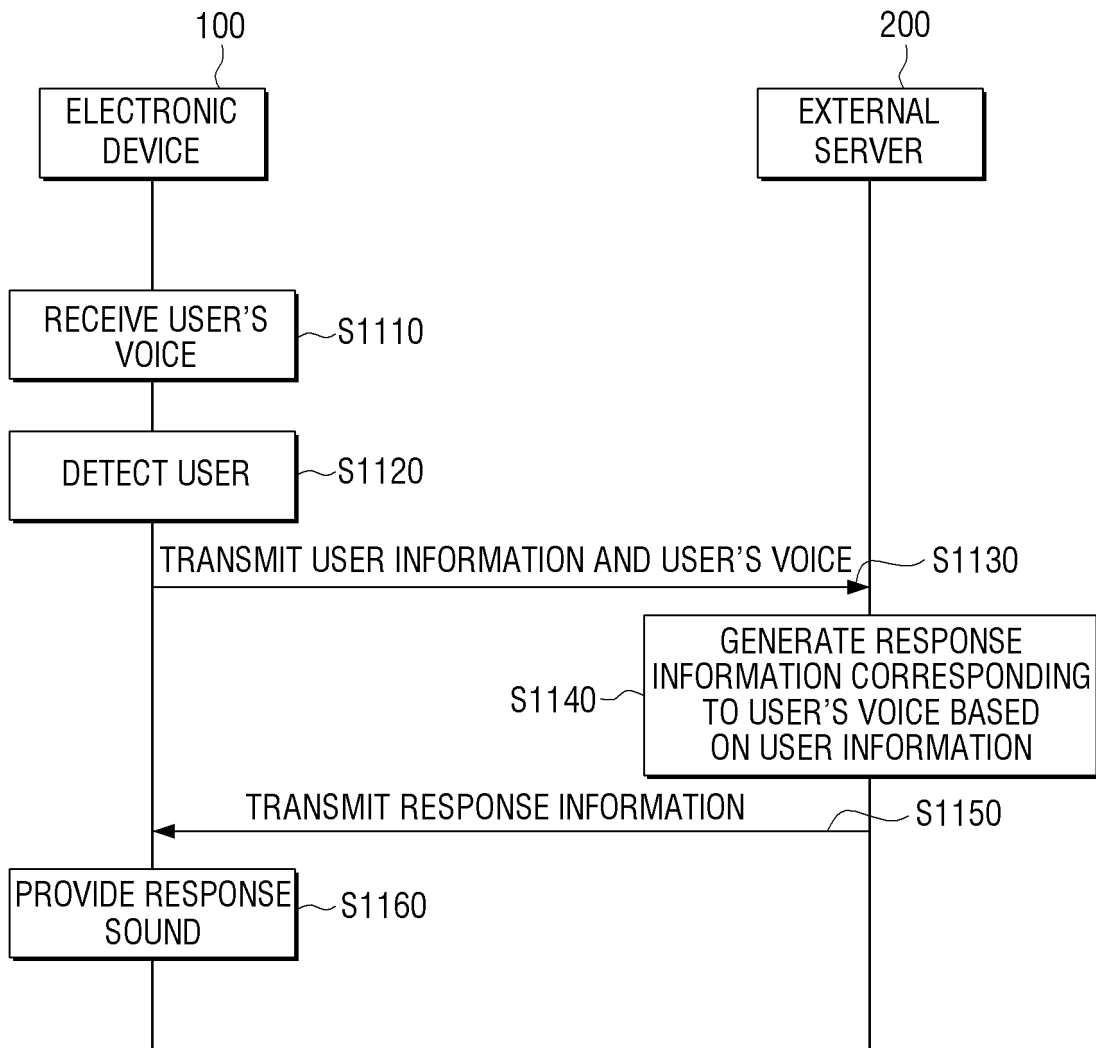 100
200
ELECTRONIC
DEVICE
EXTERNAL
SERVER
RECEIVE USER'S
VOICE
S1110
DETECT USER
S1120
TRANSMIT USER INFORMATION AND USER'S VOICE
S1130
GENERATE RESPONSE
INFORMATION CORRESPONDING
TO USER'S VOICE BASED
ON USER INFORMATION
S1140
TRANSMIT RESPONSE INFORMATION
S1150
PROVIDE RESPONSE
SOUND
S1160